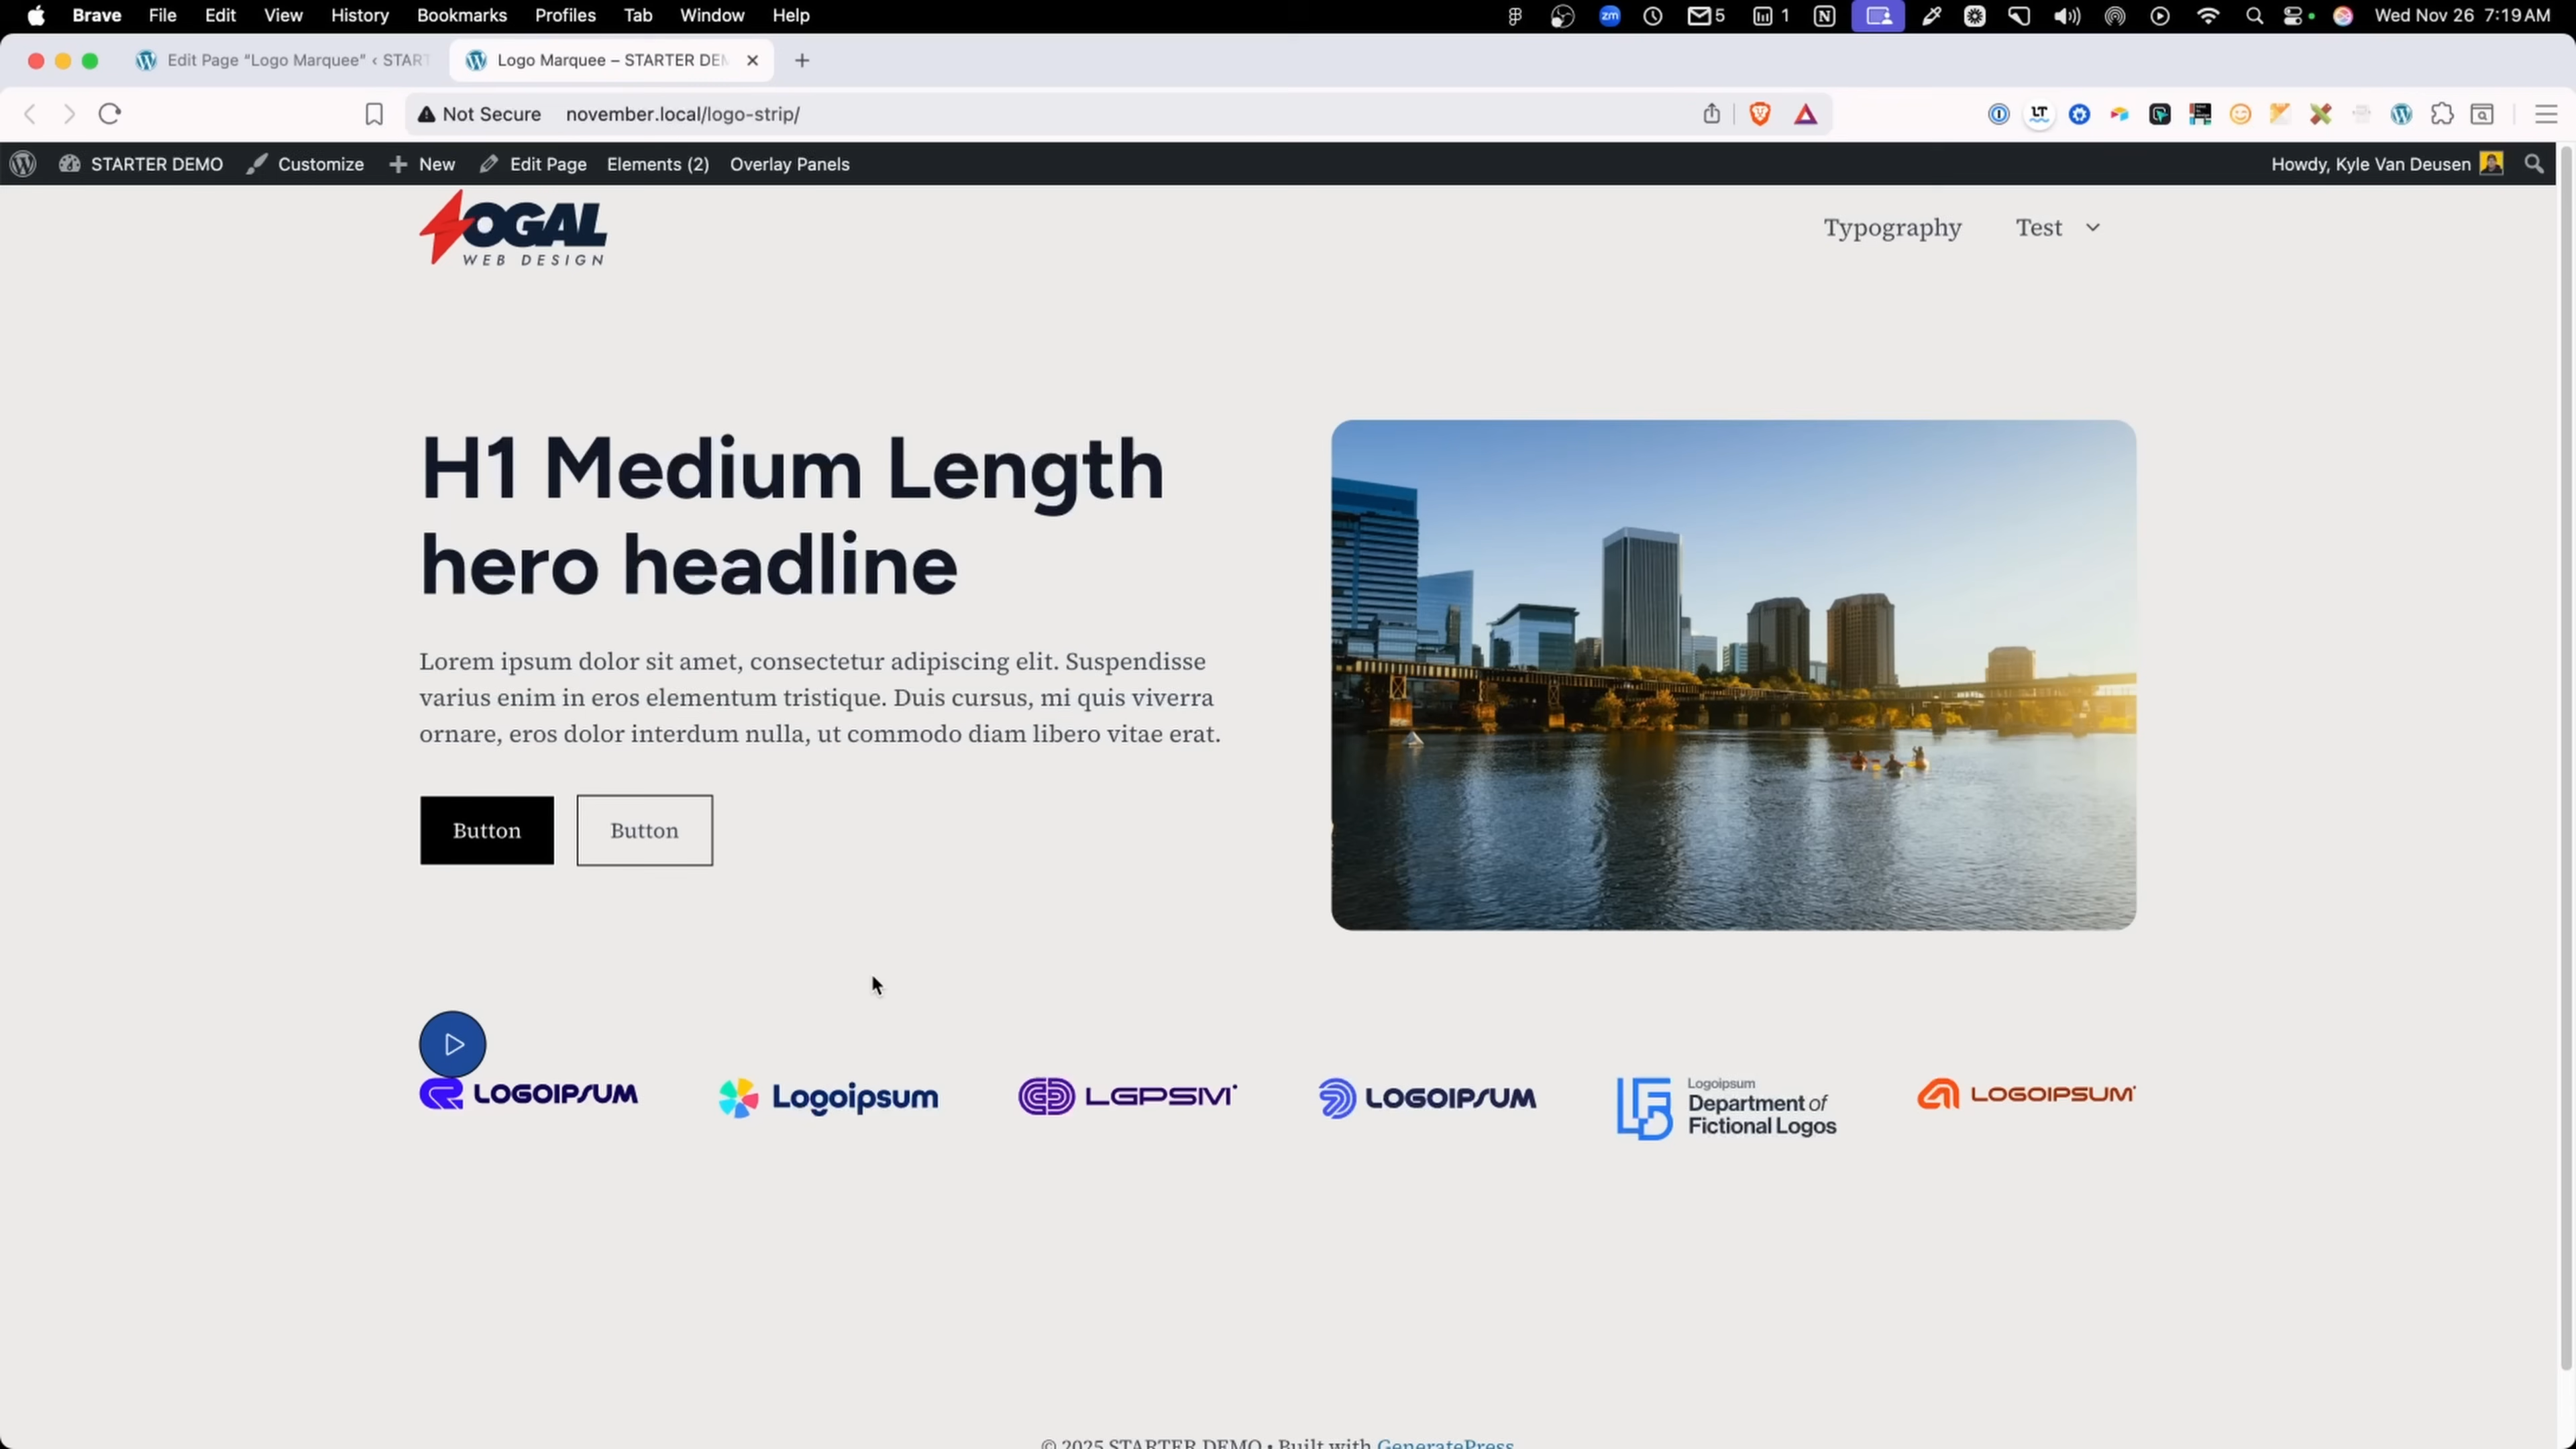 Brave File Edit View History Bookmarks Profiles Tab Window Help
zm 5 1 N Wed Nov 26 7:19 AM
Edit Page “Logo Marquee” ‹ START
Logo Marquee – STARTER DEM
Not Secure november.local/logo-strip/
LT
STARTER DEMO Customize New Edit Page Elements (2) Overlay Panels
Howdy, Kyle Van Deusen
OGAL
WEB DESIGN
Typography Test
H1 Medium Length
hero headline
Lorem ipsum dolor sit amet, consectetur adipiscing elit. Suspendisse
varius enim in eros elementum tristique. Duis cursus, mi quis viverra
ornare, eros dolor interdum nulla, ut commodo diam libero vitae erat.
Button Button
LOGOIPSUM
Logoipsum
LGPSM
LOGOIPSUM
Logoipsum
Department of
Fictional Logos
LOGOIPSUM
© 2025 STARTER DEMO • Built with GeneratePress